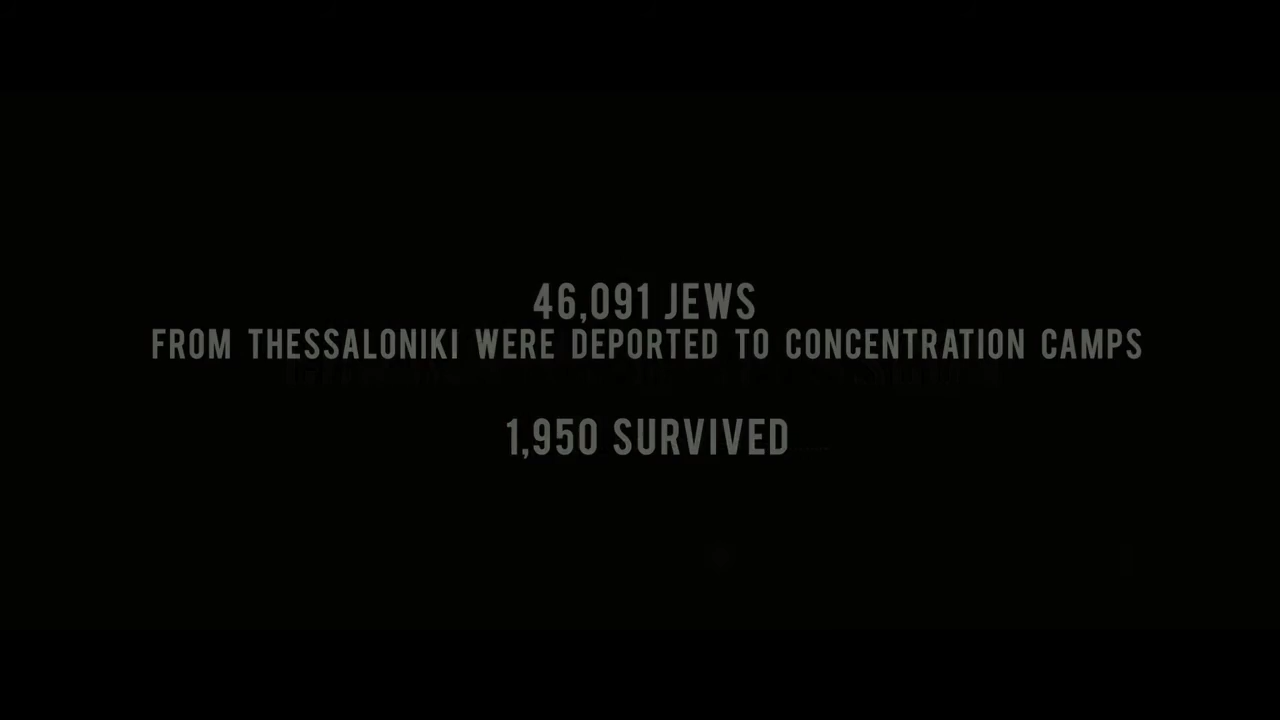 46,091 JEWS
FROM THESSALONIKI WERE DEPORTED TO CONCENTRATION CAMPS
1,950 SURVIVED